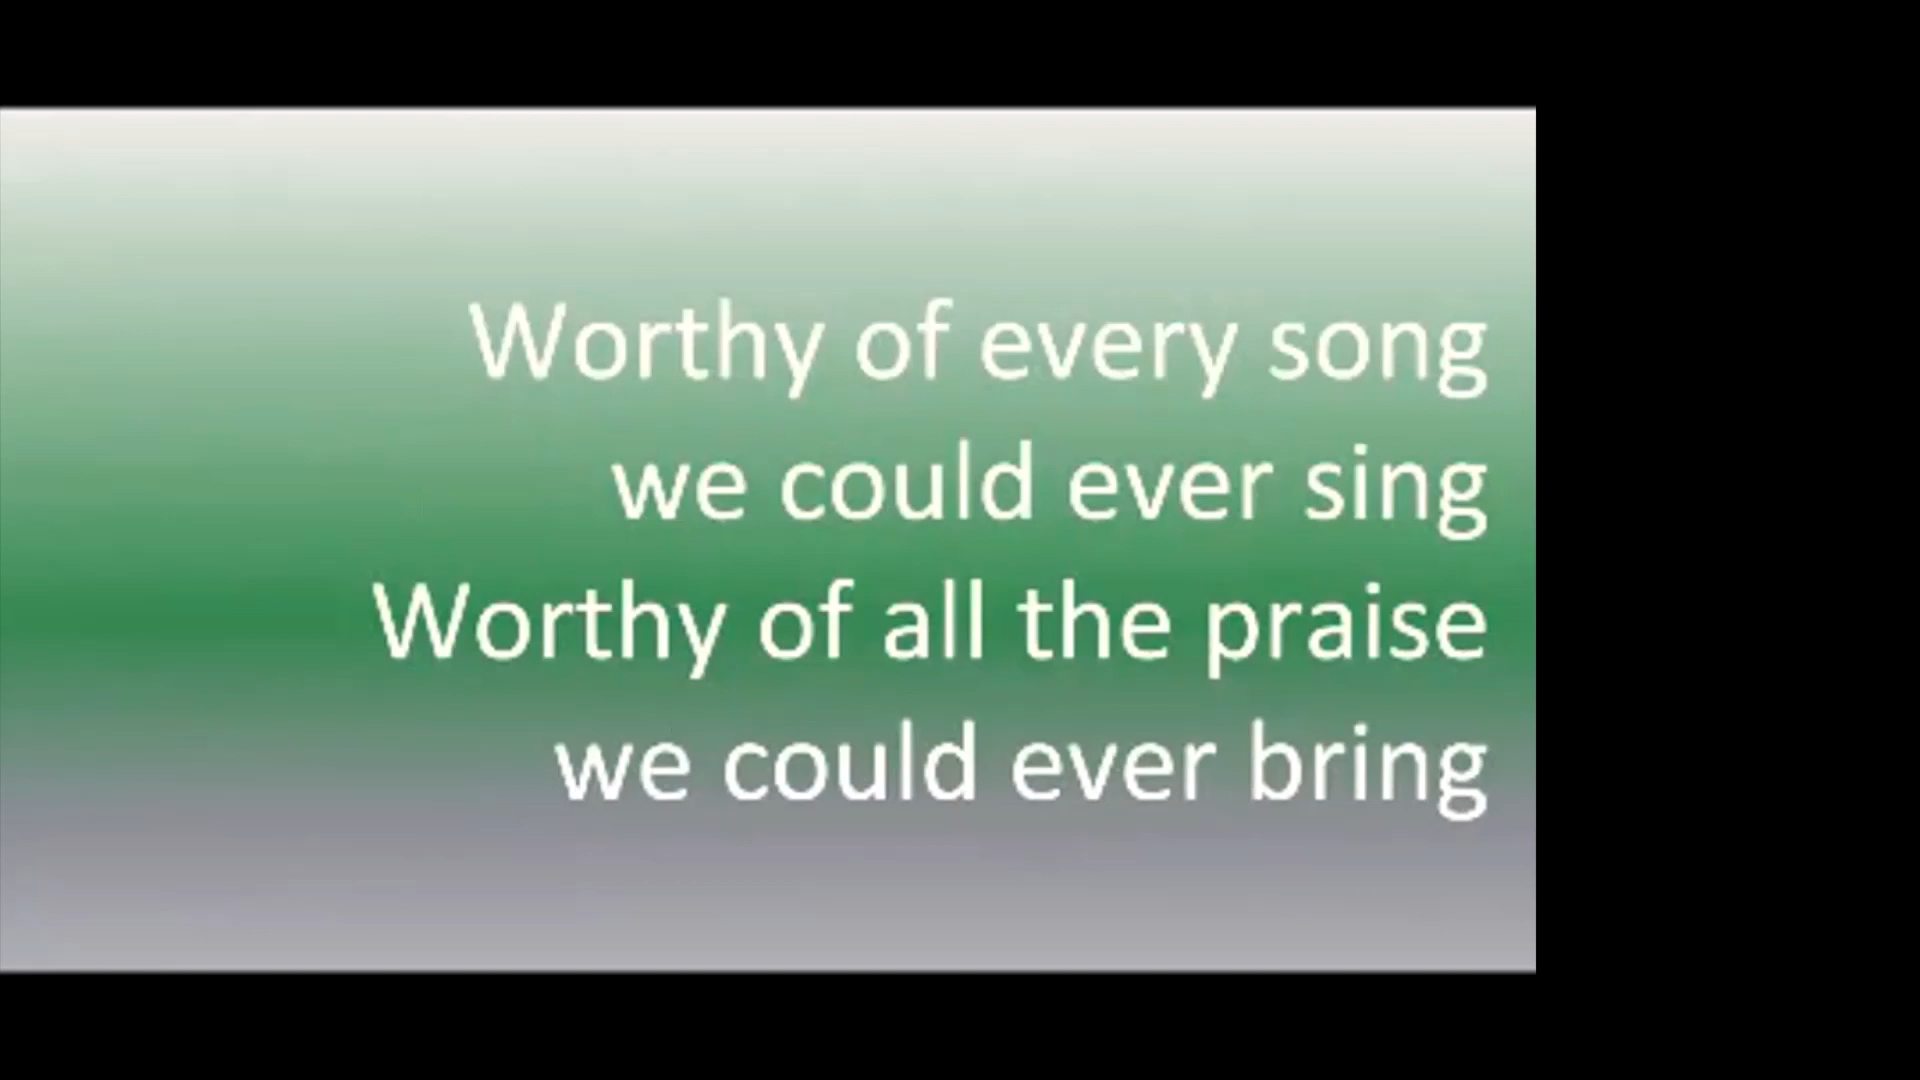 Worthy of every song
we could ever sing
Worthy of all the praise
we could ever bring